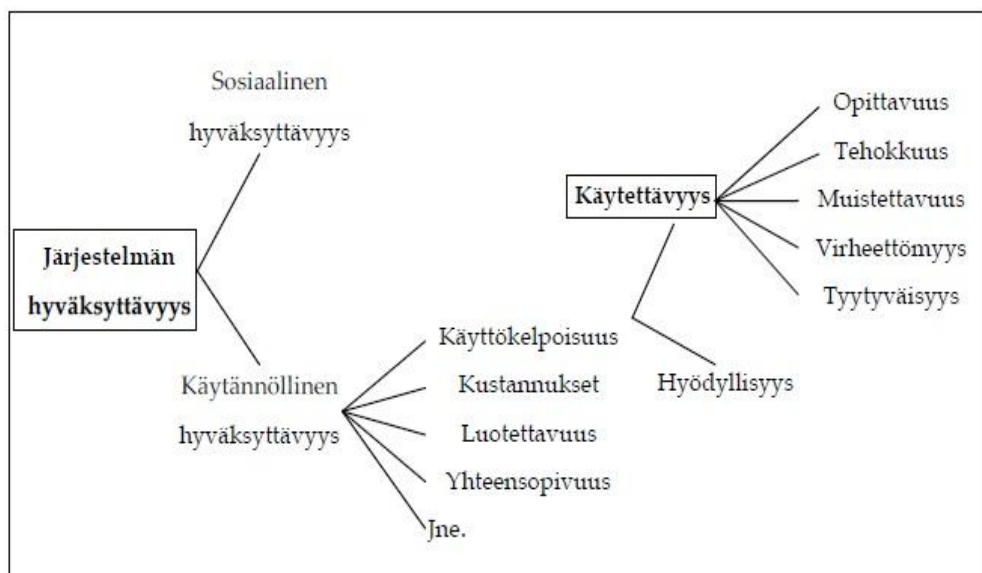 Sosiaalinen
hyväksyttävyys
Järjestelmän
hyväksyttävyys
Käytännöllinen
hyväksyttävyys
Käyttökelpoisuus
Kustannukset
Luotettavuus
Yhteensopivuus
Jne.
Käytettävyys
Hyödyllisyys
Opittavuus
Tehokkuus
Muistettavuus
Virheettömyys
Tyytyväisyys